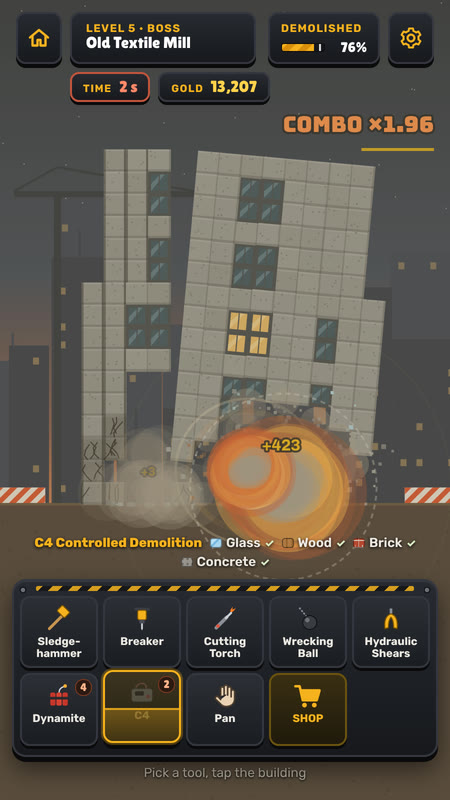 LEVEL 5 · BOSS
Old Textile Mill
DEMOLISHED
76%
TIME 2 s
GOLD 13,207
COMBO ×1.96
+423
+8
C4 Controlled Demolition Glass ✓ Wood ✓ Brick ✓
Concrete ✓
Sledge-
hammer
Breaker
Cutting
Torch
Wrecking
Ball
Hydraulic
Shears
4
Dynamite
2
C4
Pan
SHOP
Pick a tool, tap the building